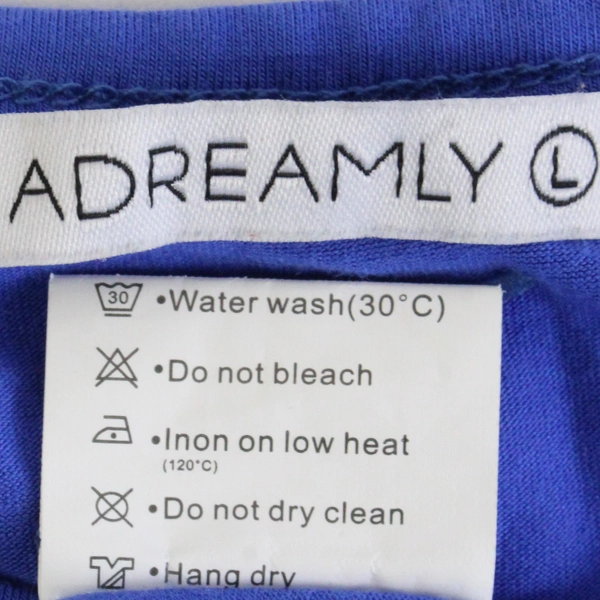 ADREAMLY L
30 •Water wash(30°C)
•Do not bleach
•Inon on low heat
(120°C)
•Do not dry clean
•Hang dry